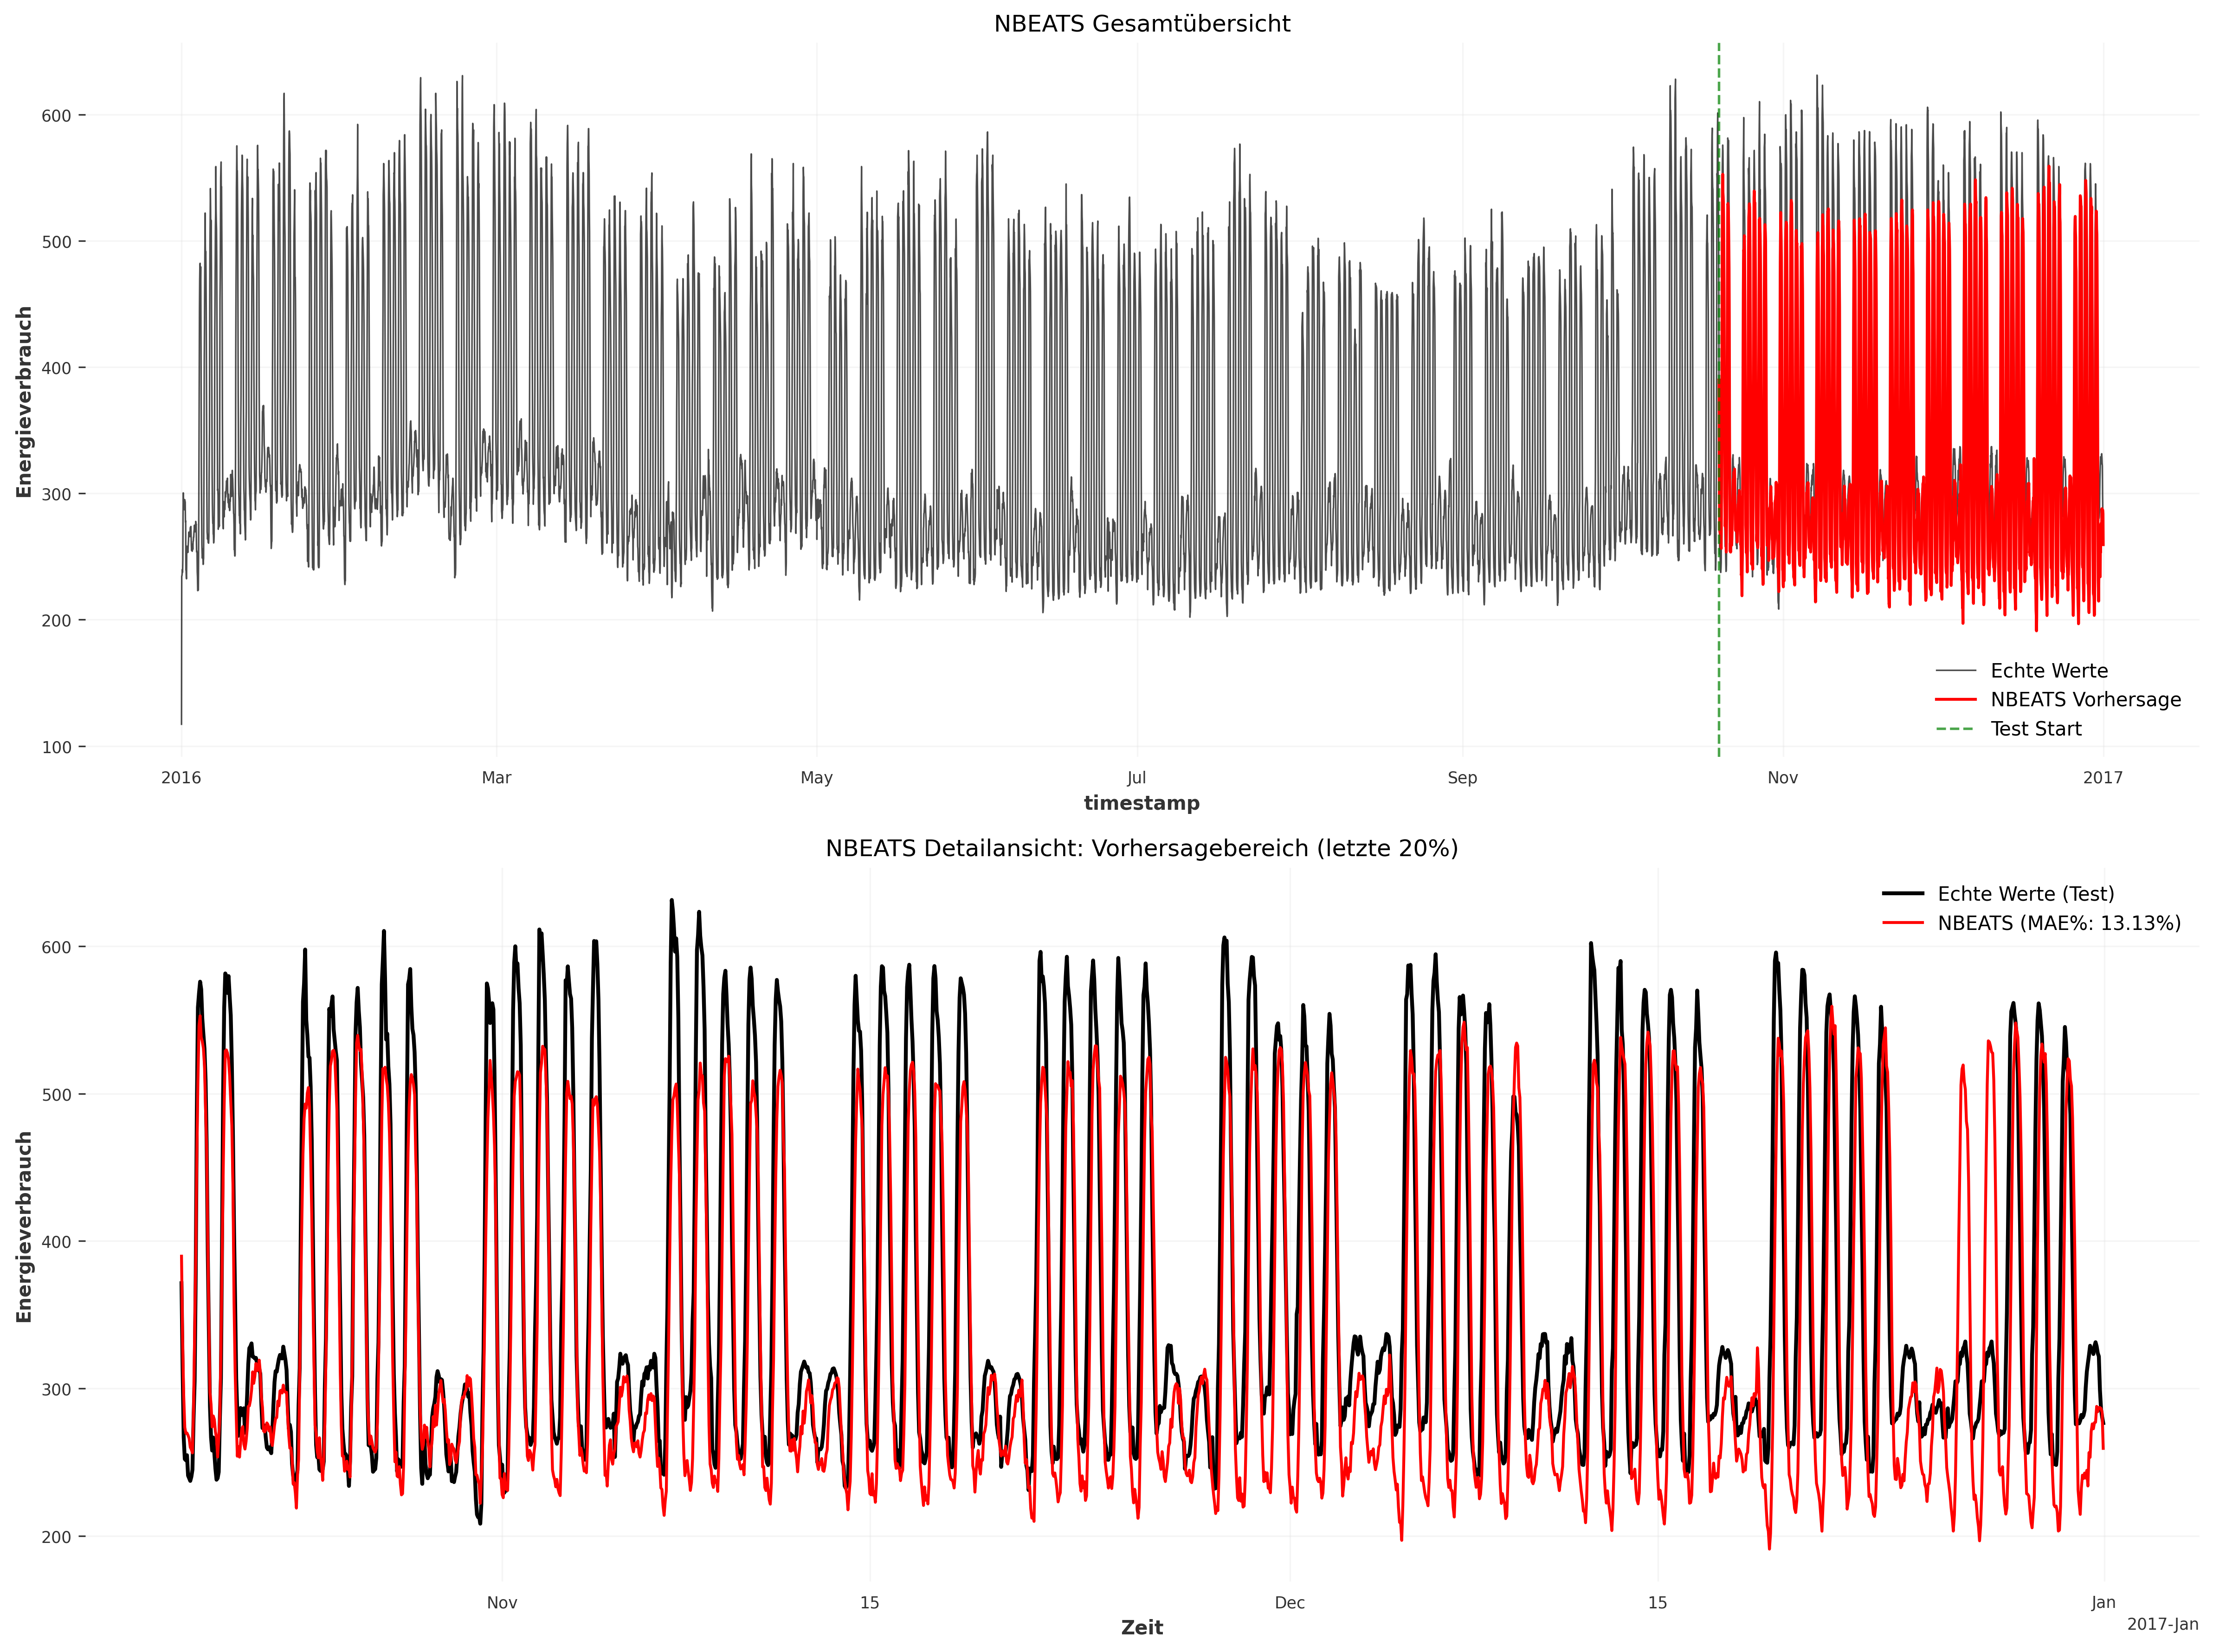 NBEATS Gesamtübersicht
600
500
400
300
200
100
Energieverbrauch
2016
Mar
May
Jul
Sep
Nov
2017
timestamp
Echte Werte
NBEATS Vorhersage
Test Start
NBEATS Detailansicht: Vorhersagebereich (letzte 20%)
600
500
400
300
200
Energieverbrauch
Echte Werte (Test)
NBEATS (MAE%: 13.13%)
Nov
15
Dec
15
Jan
2017-Jan
Zeit